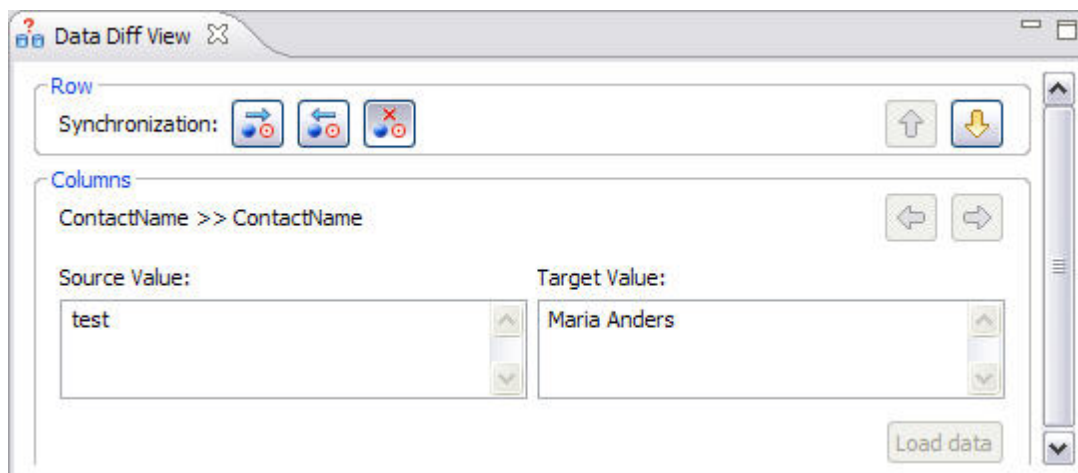 Data Diff View
Row
Synchronization:
Columns
ContactName >> ContactName
Source Value:
Target Value:
test
Maria Anders
Load data